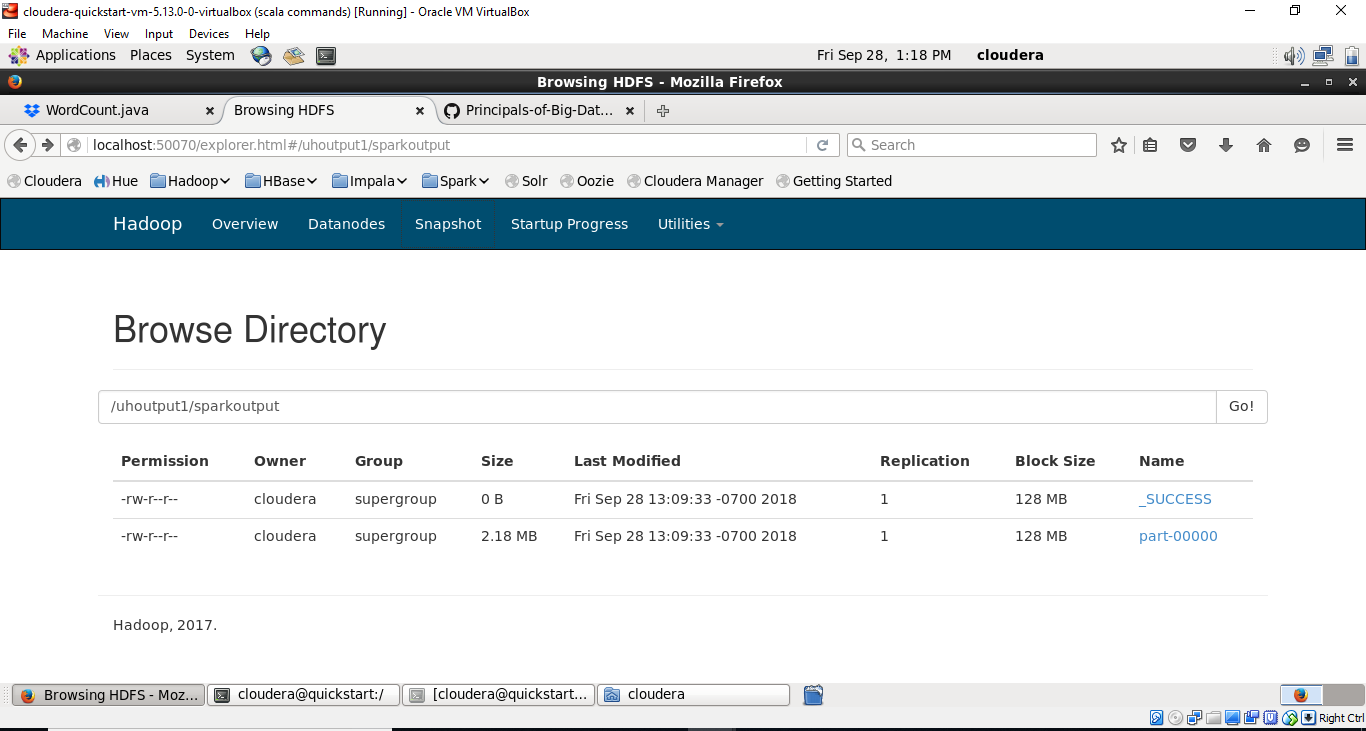 cloudera-quickstart-vm-5.13.0-0-virtualbox (scala commands) [Running] - Oracle VM VirtualBox
File Machine View Input Devices Help
Applications Places System Fri Sep 28, 1:18 PM cloudera
Browsing HDFS - Mozilla Firefox
WordCount.java Browsing HDFS Principals-of-Big-Dat...
localhost:50070/explorer.html#/uhoutput1/sparkoutput Search
Cloudera Hue Hadoop HBase Impala Spark Solr Oozie Cloudera Manager Getting Started
Hadoop Overview Datanodes Snapshot Startup Progress Utilities
Browse Directory
/uhoutput1/sparkoutput Go!
Permission Owner Group Size Last Modified Replication Block Size Name
-rw-r--r-- cloudera supergroup 0 B Fri Sep 28 13:09:33 -0700 2018 1 128 MB _SUCCESS
-rw-r--r-- cloudera supergroup 2.18 MB Fri Sep 28 13:09:33 -0700 2018 1 128 MB part-00000
Hadoop, 2017.
Browsing HDFS - Moz... cloudera@quickstart:/ [cloudera@quickstart... cloudera
Right Ctrl